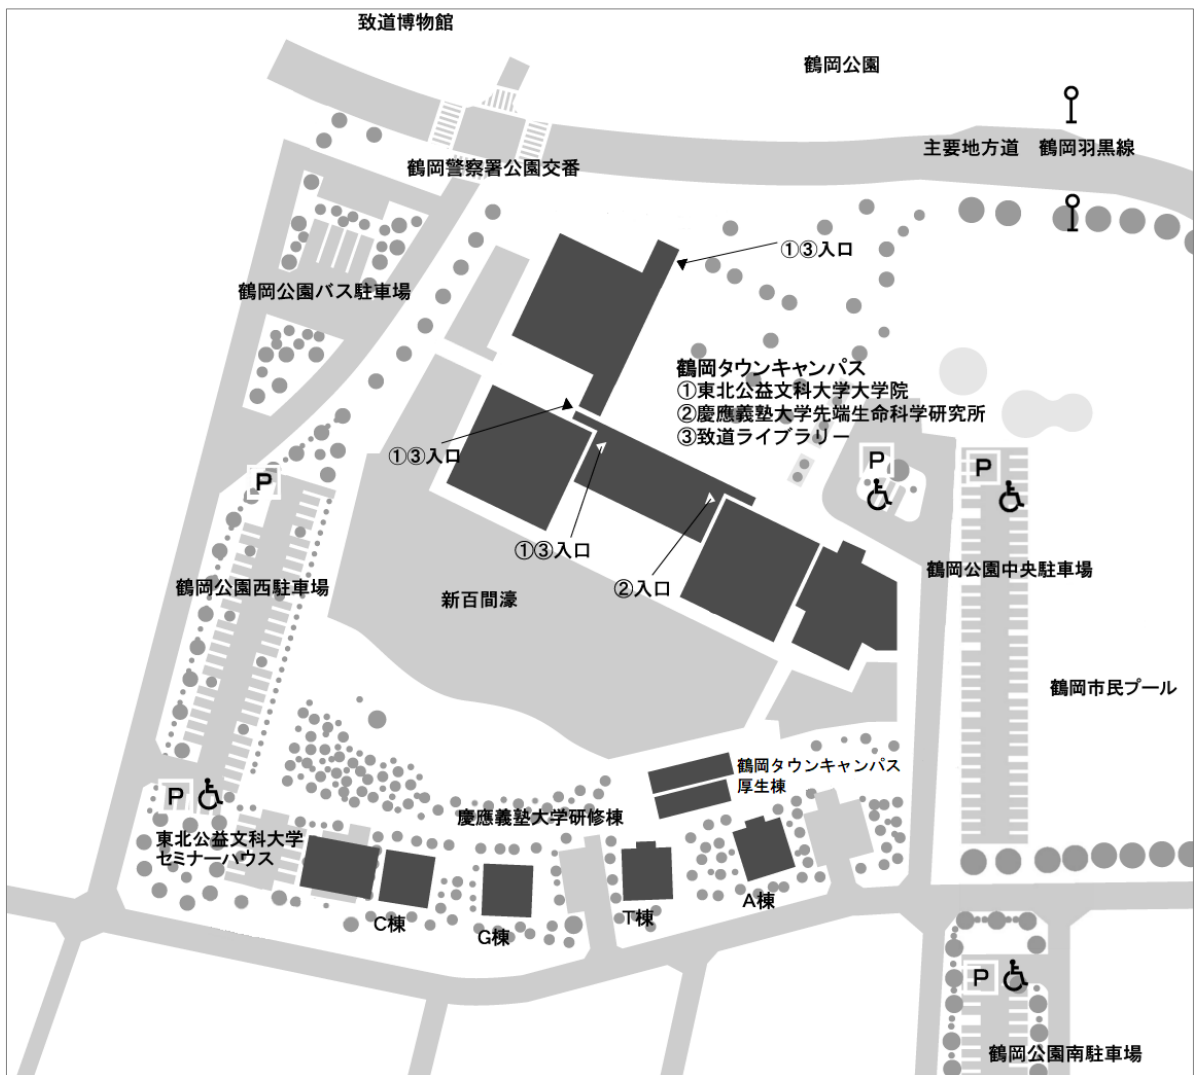 致道博物館
鶴岡公園
主要地方道 鶴岡羽黒線
鶴岡警察署公園交番
①③入口
鶴岡公園バス駐車場
鶴岡タウンキャンパス
①東北公益文科大学大学院
②慶應義塾大学先端生命科学研究所
③致道ライブラリー
①③入口
P
P
P
①③入口
鶴岡公園中央駐車場
鶴岡公園西駐車場
②入口
新百間濠
鶴岡市民プール
鶴岡タウンキャンパス
厚生棟
P
慶應義塾大学研修棟
東北公益文科大学
セミナーハウス
A棟
T棟
C棟
G棟
P
鶴岡公園南駐車場